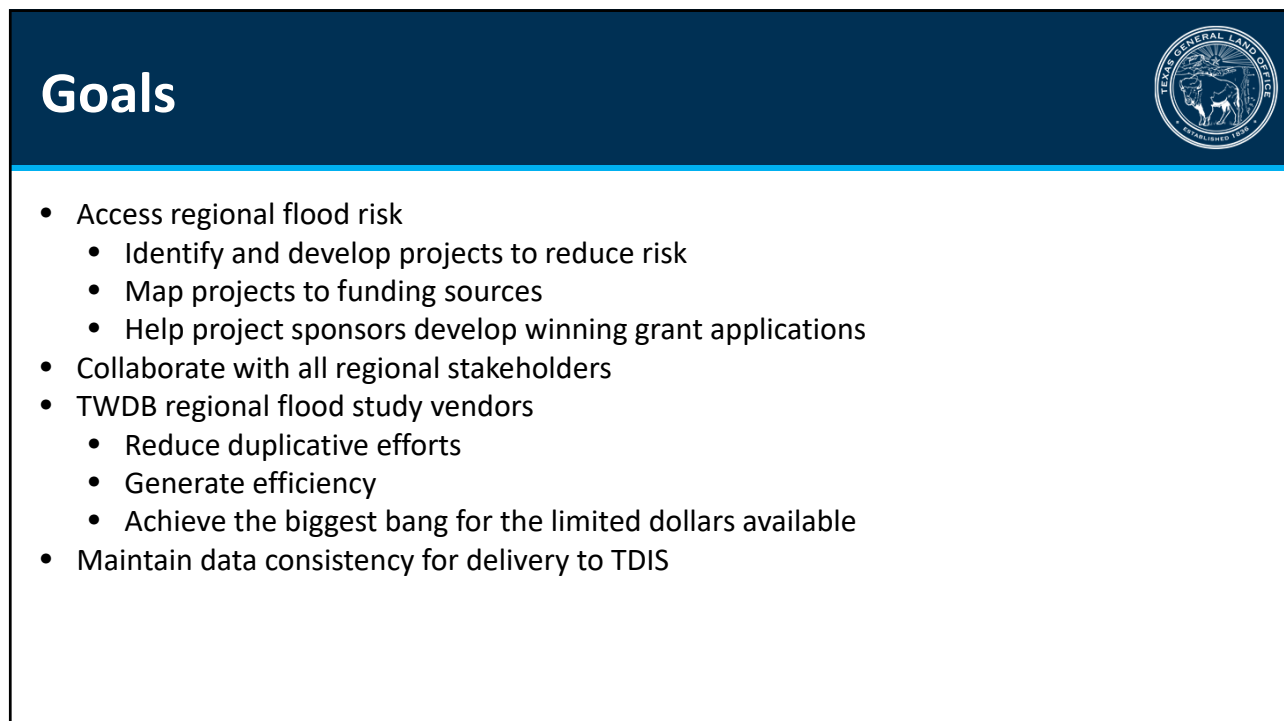 Goals
TEXAS GENERAL LAND OFFICE
ESTABLISHED 1836
• Access regional flood risk
• Identify and develop projects to reduce risk
• Map projects to funding sources
• Help project sponsors develop winning grant applications
• Collaborate with all regional stakeholders
• TWDB regional flood study vendors
• Reduce duplicative efforts
• Generate efficiency
• Achieve the biggest bang for the limited dollars available
• Maintain data consistency for delivery to TDIS